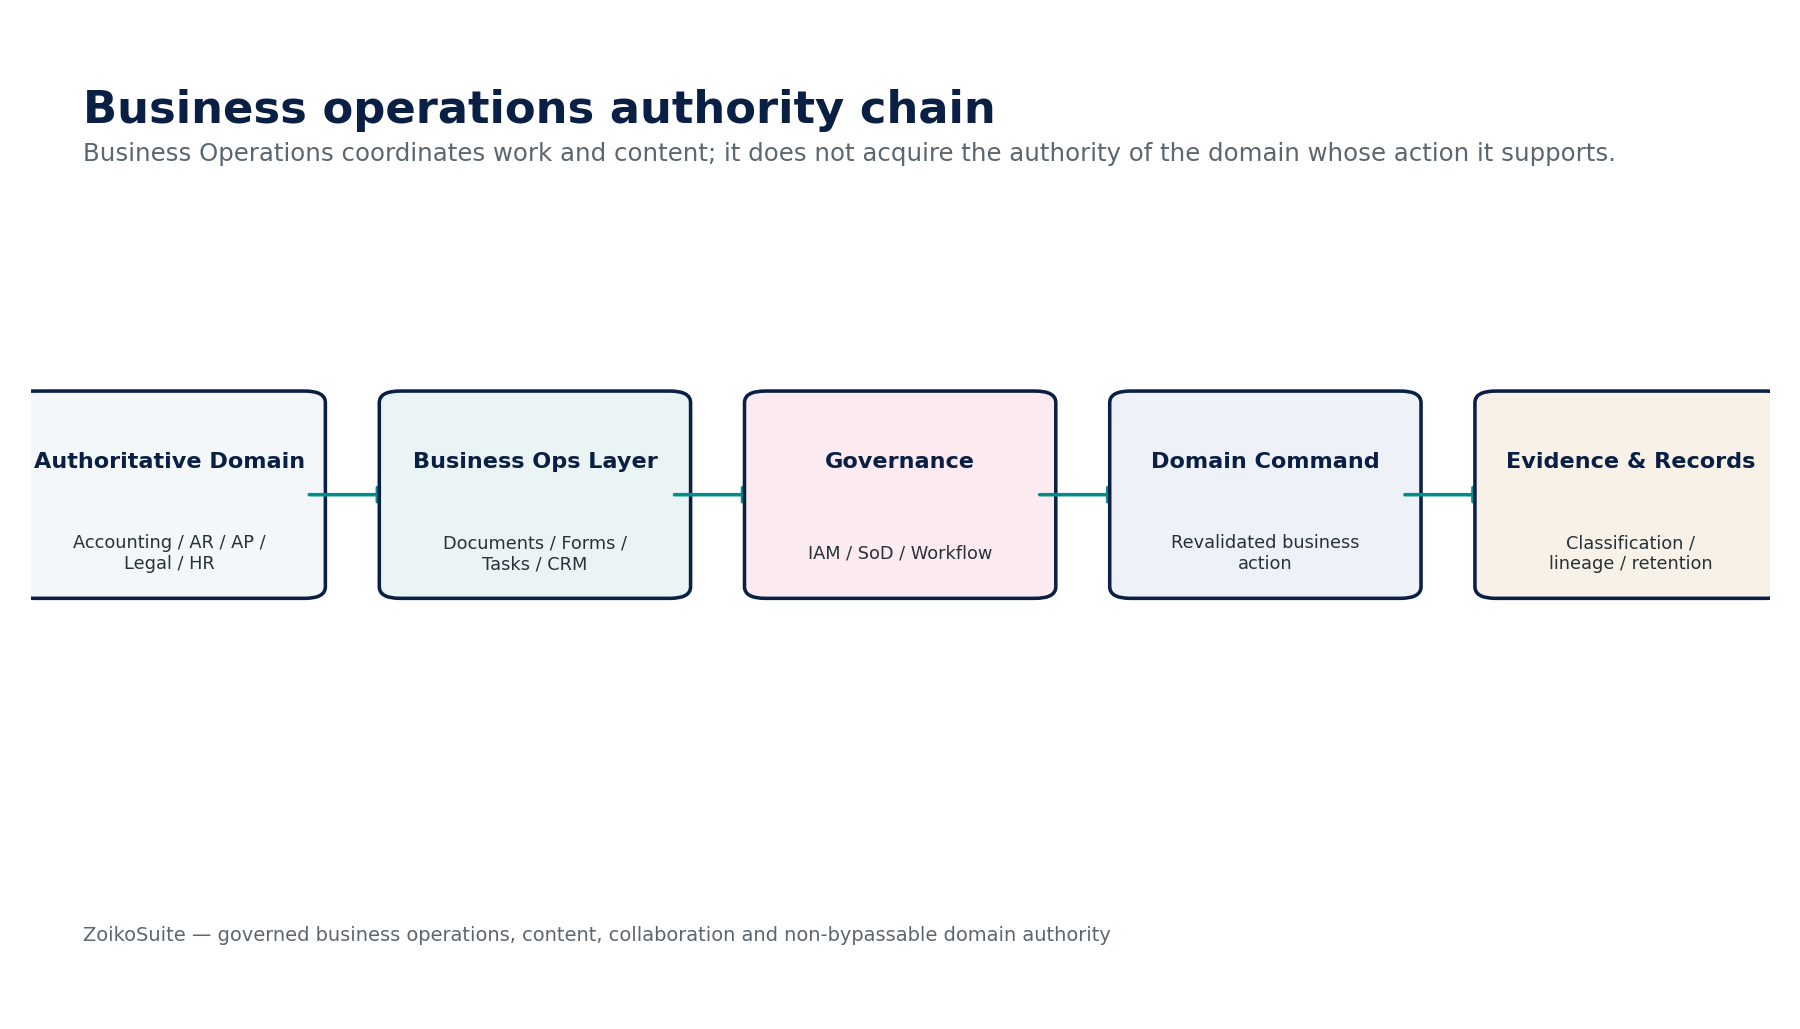 Business operations authority chain
Business Operations coordinates work and content; it does not acquire the authority of the domain whose action it supports.
Authoritative Domain
Accounting / AR / AP /
Legal / HR
Business Ops Layer
Documents / Forms /
Tasks / CRM
Governance
IAM / SoD / Workflow
Domain Command
Revalidated business
action
Evidence & Records
Classification /
lineage / retention
ZoikoSuite — governed business operations, content, collaboration and non-bypassable domain authority